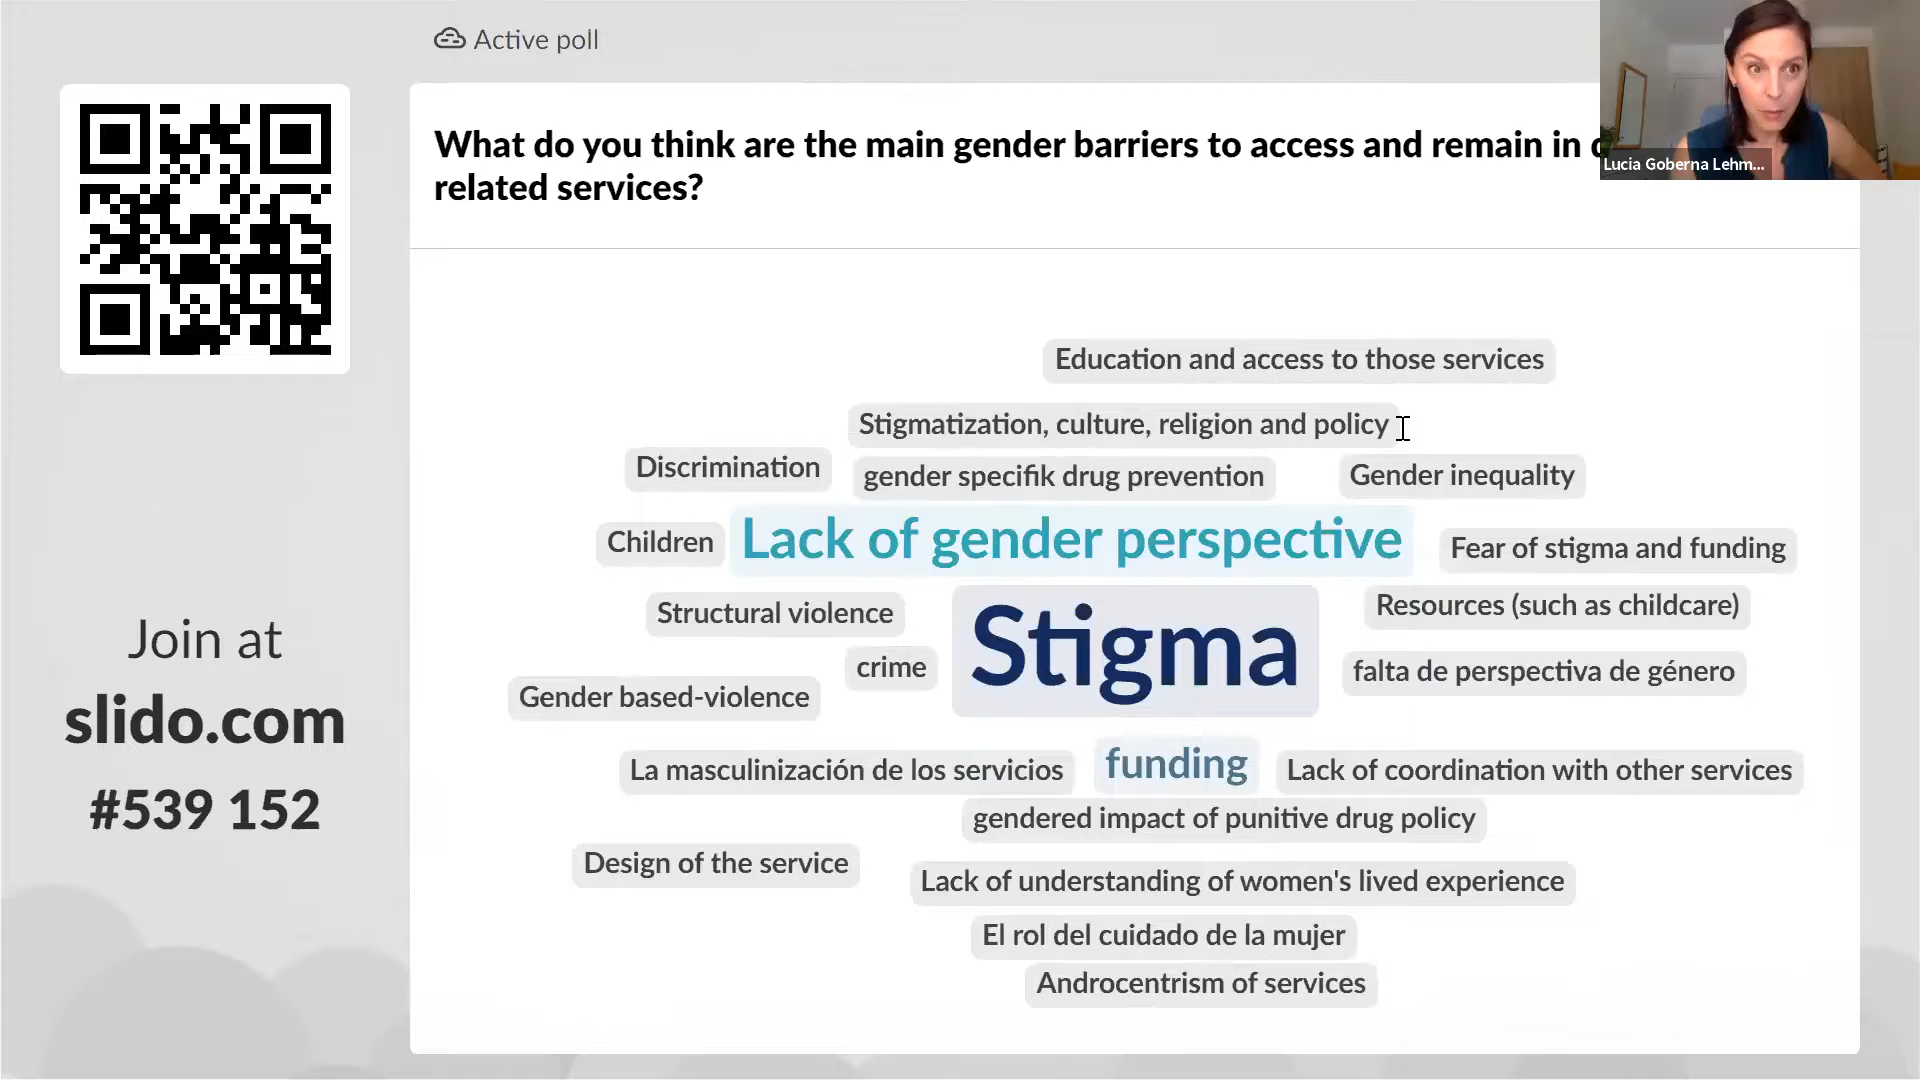 Active poll
What do you think are the main gender barriers to access and remain in
related services?
Lucia Goberna Lehm...
Education and access to those services
Stigmatization, culture, religion and policy
Discrimination
gender specifik drug prevention
Gender inequality
Children
Lack of gender perspective
Fear of stigma and funding
Structural violence
Stigma
Resources (such as childcare)
crime
falta de perspectiva de género
Gender based-violence
La masculinización de los servicios
funding
Lack of coordination with other services
gendered impact of punitive drug policy
Design of the service
Lack of understanding of women's lived experience
El rol del cuidado de la mujer
Androcentrism of services
Join at
slido.com
#539 152